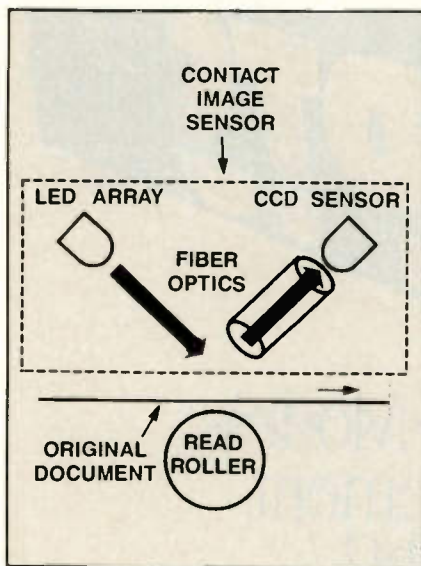 CONTACT
IMAGE
SENSOR
LED ARRAY
CCD SENSOR
FIBER
OPTICS
ORIGINAL
DOCUMENT
READ
ROLLER